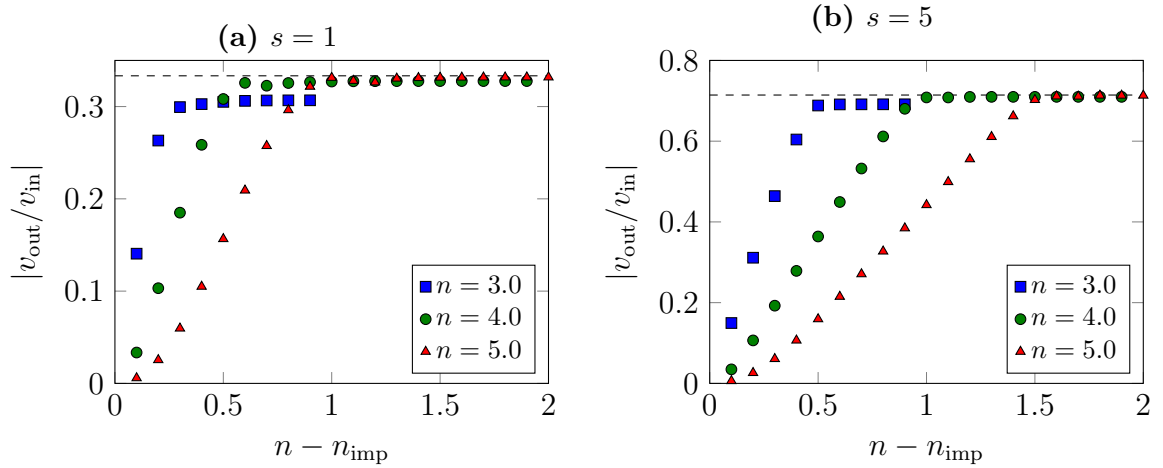 (a) s = 1
|v_out/v_in|
0.3
0.2
0.1
0
0 0.5 1 1.5 2
n − n_imp
n = 3.0
n = 4.0
n = 5.0
(b) s = 5
|v_out/v_in|
0.8
0.6
0.4
0.2
0
0 0.5 1 1.5 2
n − n_imp
n = 3.0
n = 4.0
n = 5.0